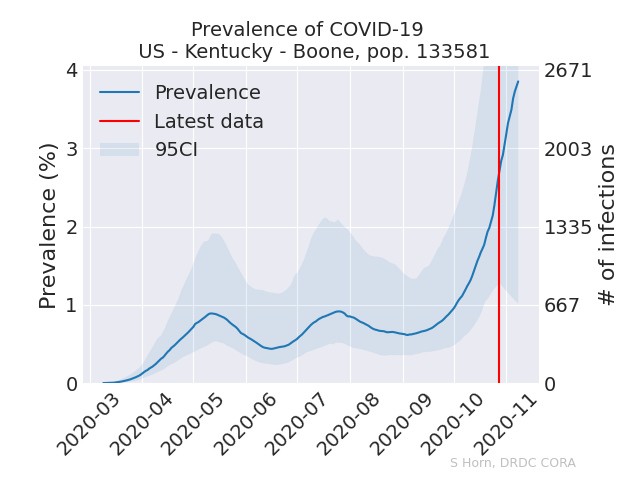 Prevalence of COVID-19
US - Kentucky - Boone, pop. 133581
Prevalence (%)
4
3
2
1
0
Prevalence
Latest data
95CI
2671
2003
1335
667
0
# of infections
2020-03
2020-04
2020-05
2020-06
2020-07
2020-08
2020-09
2020-10
2020-11
S Horn, DRDC CORA